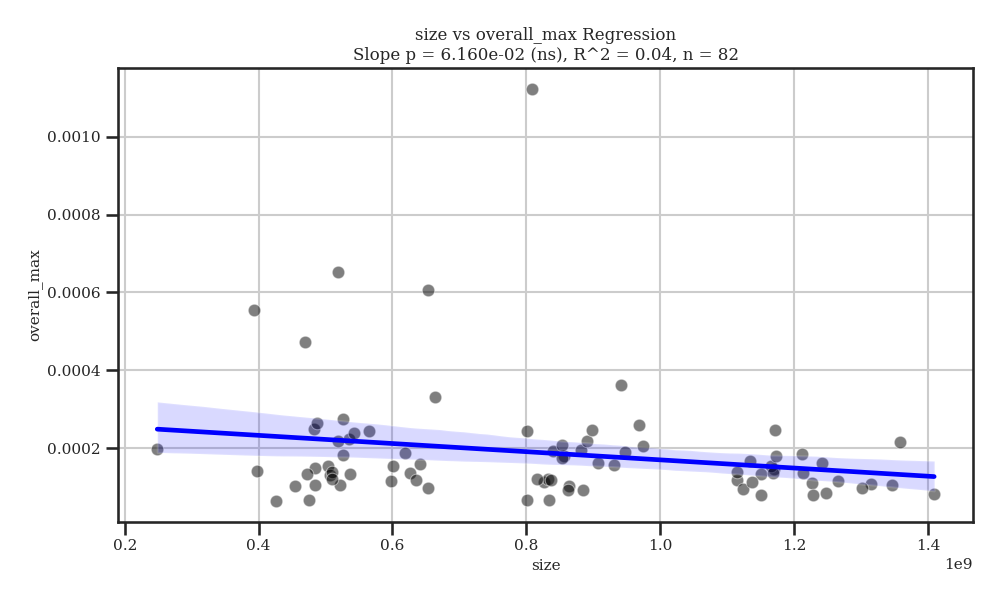 size vs overall_max Regression
Slope p = 6.160e-02 (ns), R^2 = 0.04, n = 82
overall_max
0.0010
0.0008
0.0006
0.0004
0.0002
0.2
0.4
0.6
0.8
1.0
1.2
1.4
1e9
size